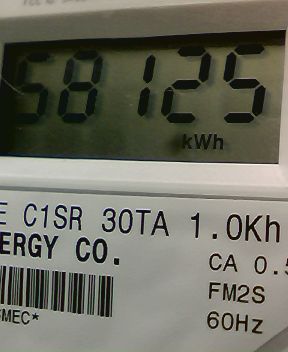 58125
kWh
E C1SR 30TA 1.0Kh
ERGY CO.
CA 0.5
FM2S
MEC*
60Hz